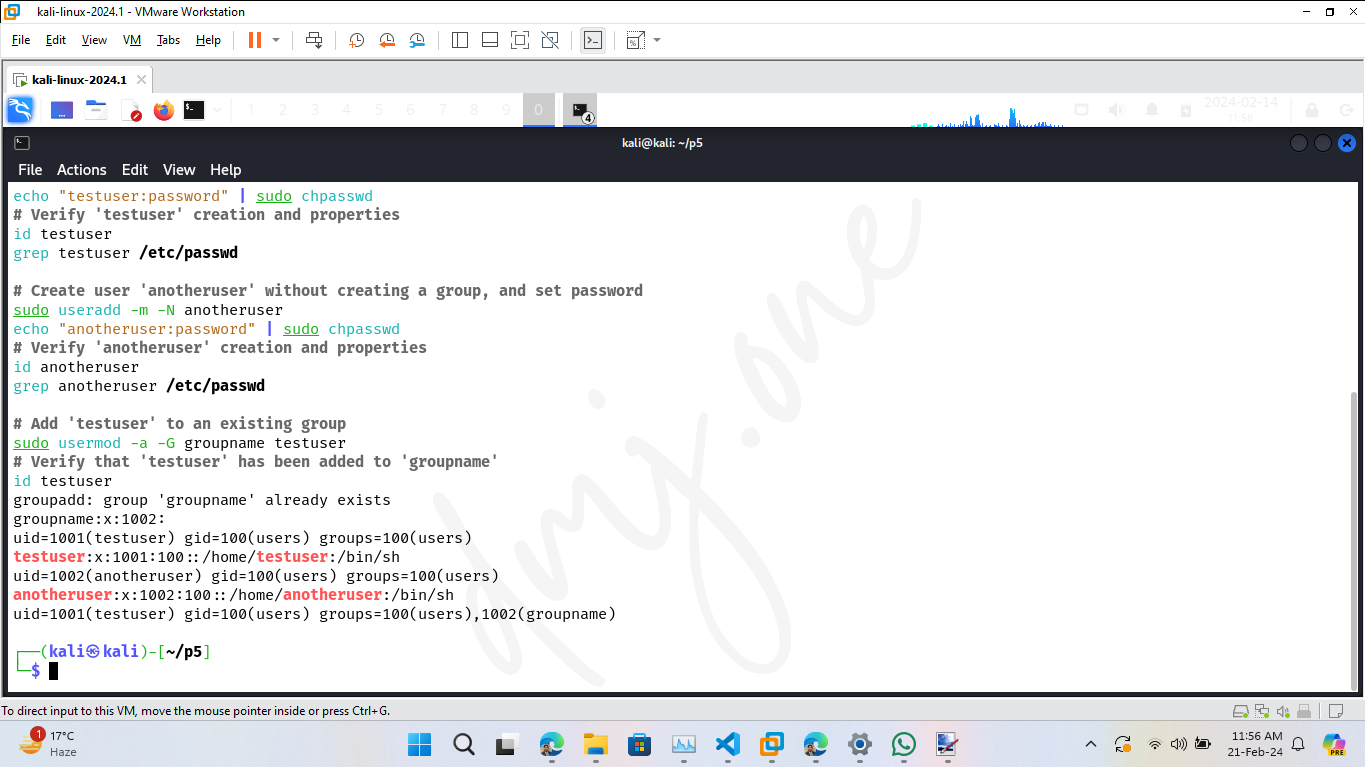 kali-linux-2024.1 - VMware Workstation
File Edit View VM Tabs Help
kali-linux-2024.1
1 2 3 4 5 6 7 8 9 0 4
2024-02-14
11:58
kali@kali: ~/p5
File Actions Edit View Help
echo "testuser:password" | sudo chpasswd
# Verify 'testuser' creation and properties
id testuser
grep testuser /etc/passwd
# Create user 'anotheruser' without creating a group, and set password
sudo useradd -m -N anotheruser
echo "anotheruser:password" | sudo chpasswd
# Verify 'anotheruser' creation and properties
id anotheruser
grep anotheruser /etc/passwd
# Add 'testuser' to an existing group
sudo usermod -a -G groupname testuser
# Verify that 'testuser' has been added to 'groupname'
id testuser
groupadd: group 'groupname' already exists
groupname:x:1002:
uid=1001(testuser) gid=100(users) groups=100(users)
testuser:x:1001:100::/home/testuser:/bin/sh
uid=1002(anotheruser) gid=100(users) groups=100(users)
anotheruser:x:1002:100::/home/anotheruser:/bin/sh
uid=1001(testuser) gid=100(users) groups=100(users),1002(groupname)
┌──(kali㉿kali)-[~/p5]
└─$
dmj.one
To direct input to this VM, move the mouse pointer inside or press Ctrl+G.
1
17°C
Haze
11:56 AM
21-Feb-24
PRE